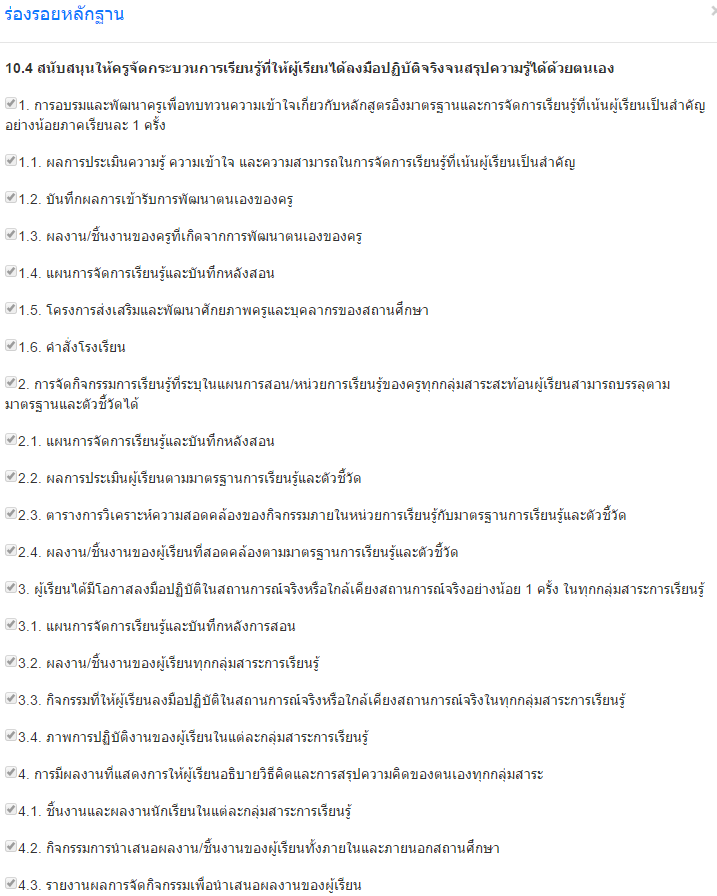 ร่องรอยหลักฐาน
10.4 สนับสนุนให้ครูจัดกระบวนการเรียนรู้ที่ให้ผู้เรียนได้ลงมือปฏิบัติจริงจนสรุปความรู้ได้ด้วยตนเอง
1. การอบรมและพัฒนาครูเพื่อทบทวนความเข้าใจเกี่ยวกับหลักสูตรอิงมาตรฐานและการจัดการเรียนรู้ที่เน้นผู้เรียนเป็นสำคัญ
อย่างน้อยภาคเรียนละ 1 ครั้ง
1.1. ผลการประเมินความรู้ ความเข้าใจ และความสามารถในการจัดการเรียนรู้ที่เน้นผู้เรียนเป็นสำคัญ
1.2. บันทึกผลการเข้ารับการพัฒนาตนเองของครู
1.3. ผลงาน/ชิ้นงานของครูที่เกิดจากการพัฒนาตนเองของครู
1.4. แผนการจัดการเรียนรู้และบันทึกหลังสอน
1.5. โครงการส่งเสริมและพัฒนาศักยภาพครูและบุคลากรของสถานศึกษา
1.6. คำสั่งโรงเรียน
2. การจัดกิจกรรมการเรียนรู้ที่ระบุในแผนการสอน/หน่วยการเรียนรู้ของครูทุกกลุ่มสาระสะท้อนผู้เรียนสามารถบรรลุตาม
มาตรฐานและตัวชี้วัดได้
2.1. แผนการจัดการเรียนรู้และบันทึกหลังสอน
2.2. ผลการประเมินผู้เรียนตามมาตรฐานการเรียนรู้และตัวชี้วัด
2.3. ตารางการวิเคราะห์ความสอดคล้องของกิจกรรมภายในหน่วยการเรียนรู้กับมาตรฐานการเรียนรู้และตัวชี้วัด
2.4. ผลงาน/ชิ้นงานของผู้เรียนที่สอดคล้องตามมาตรฐานการเรียนรู้และตัวชี้วัด
3. ผู้เรียนได้มีโอกาสลงมือปฏิบัติในสถานการณ์จริงหรือใกล้เคียงสถานการณ์จริงอย่างน้อย 1 ครั้ง ในทุกกลุ่มสาระการเรียนรู้
3.1. แผนการจัดการเรียนรู้และบันทึกหลังการสอน
3.2. ผลงาน/ชิ้นงานของผู้เรียนทุกกลุ่มสาระการเรียนรู้
3.3. กิจกรรมที่ให้ผู้เรียนลงมือปฏิบัติในสถานการณ์จริงหรือใกล้เคียงสถานการณ์จริงในทุกกลุ่มสาระการเรียนรู้
3.4. ภาพการปฏิบัติงานของผู้เรียนในแต่ละกลุ่มสาระการเรียนรู้
4. การมีผลงานที่แสดงการให้ผู้เรียนอธิบายวิธีคิดและการสรุปความคิดของตนเองทุกกลุ่มสาระ
4.1. ชิ้นงานและผลงานนักเรียนในแต่ละกลุ่มสาระการเรียนรู้
4.2. กิจกรรมการนำเสนอผลงาน/ชิ้นงานของผู้เรียนทั้งภายในและภายนอกสถานศึกษา
4.3. รายงานผลการจัดกิจกรรมเพื่อนำเสนอผลงานของผู้เรียน